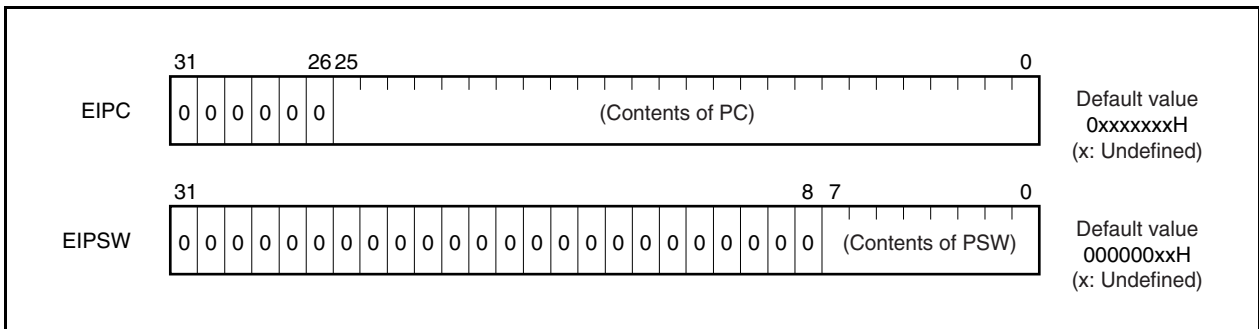 31 26 25 0
EIPC 0 0 0 0 0 0 (Contents of PC)
Default value
0xxxxxxxH
(x: Undefined)
31 8 7 0
EIPSW 0 0 0 0 0 0 0 0 0 0 0 0 0 0 0 0 0 0 0 0 0 0 0 0 (Contents of PSW)
Default value
000000xxH
(x: Undefined)